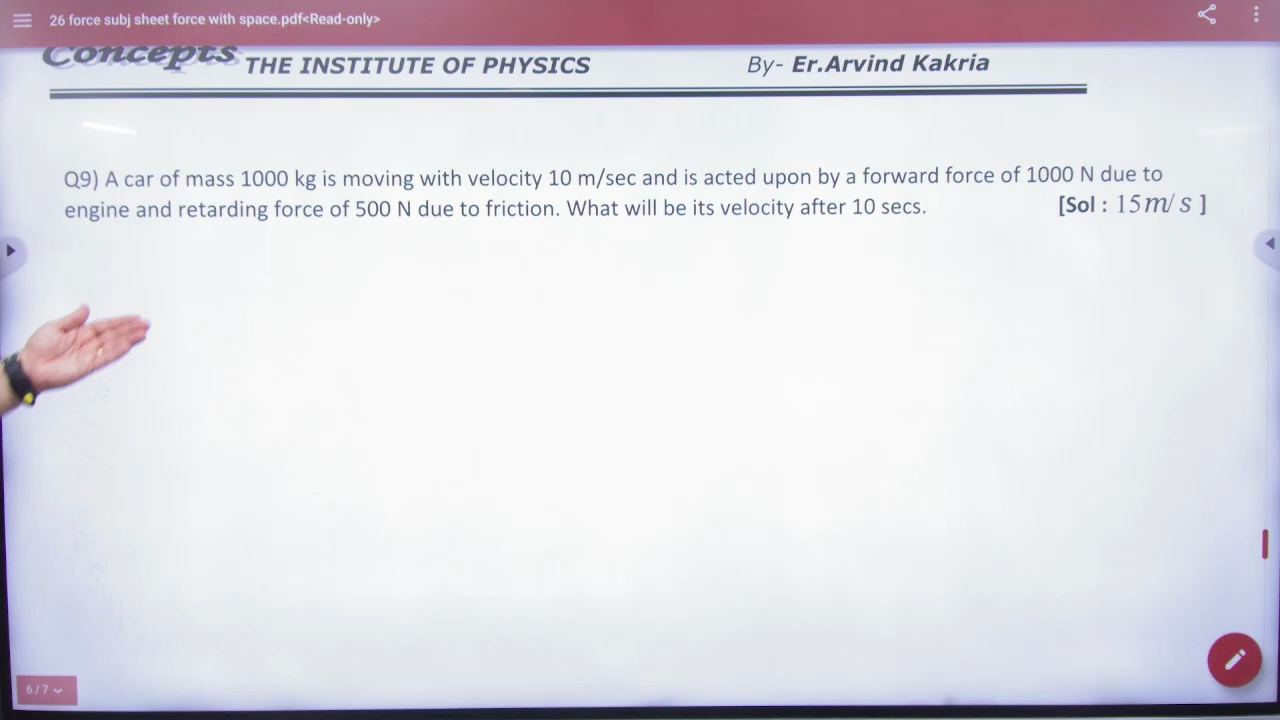 26 force subj sheet force with space.pdf<Read-only>
Concepts THE INSTITUTE OF PHYSICS By- Er.Arvind Kakria
Q9) A car of mass 1000 kg is moving with velocity 10 m/sec and is acted upon by a forward force of 1000 N due to
engine and retarding force of 500 N due to friction. What will be its velocity after 10 secs. [Sol : 15m/s ]
6/7